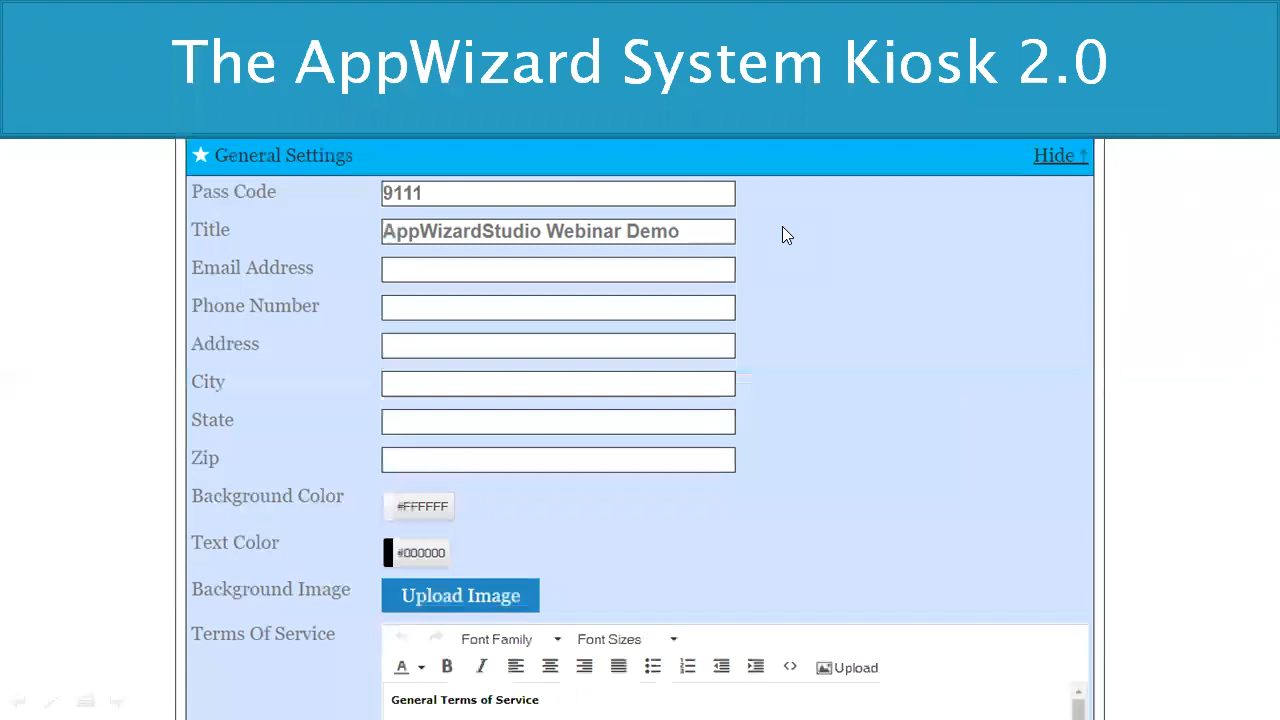 The AppWizard System Kiosk 2.0
★ General Settings Hide ↑
Pass Code 9111
Title AppWizardStudio Webinar Demo
Email Address
Phone Number
Address
City
State
Zip
Background Color #FFFFFF
Text Color #000000
Background Image Upload Image
Terms Of Service Font Family Font Sizes
A B I <> Upload
General Terms of Service